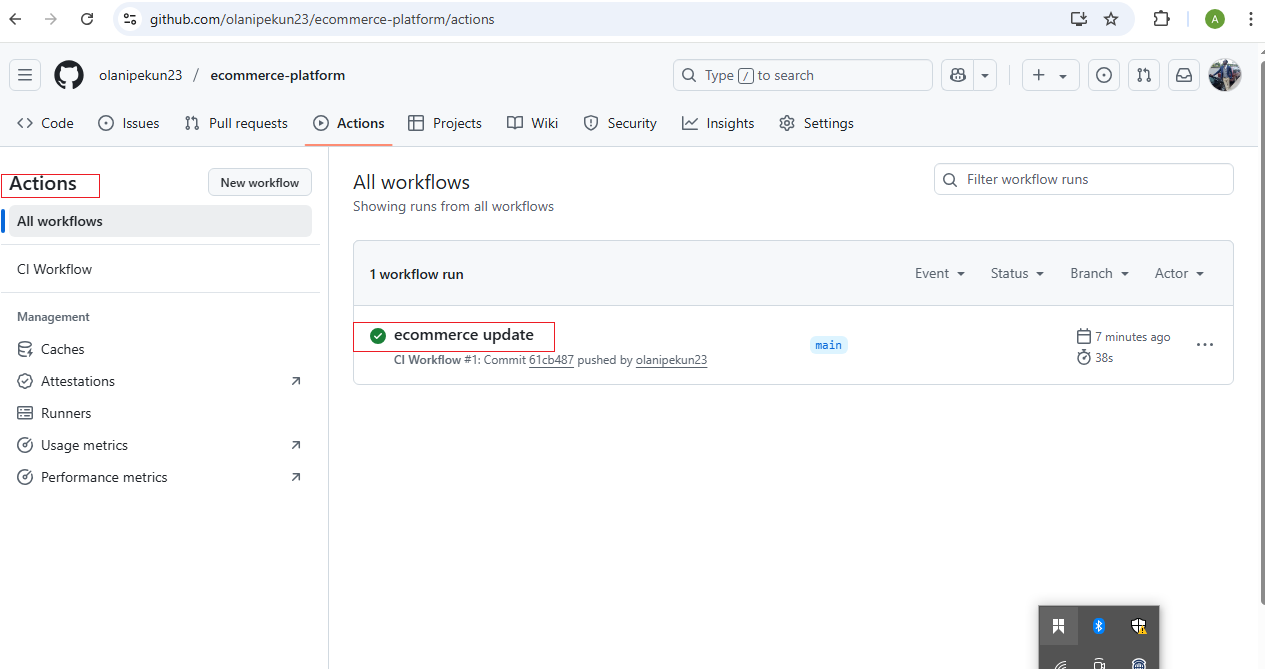 github.com/olanipekun23/ecommerce-platform/actions
A
olanipekun23 / ecommerce-platform
Type / to search
Code Issues Pull requests Actions Projects Wiki Security Insights Settings
Actions
New workflow
All workflows
CI Workflow
Management
Caches
Attestations
Runners
Usage metrics
Performance metrics
All workflows
Showing runs from all workflows
Filter workflow runs
1 workflow run
Event Status Branch Actor
ecommerce update
CI Workflow #1: Commit 61cb487 pushed by olanipekun23
main
7 minutes ago
38s